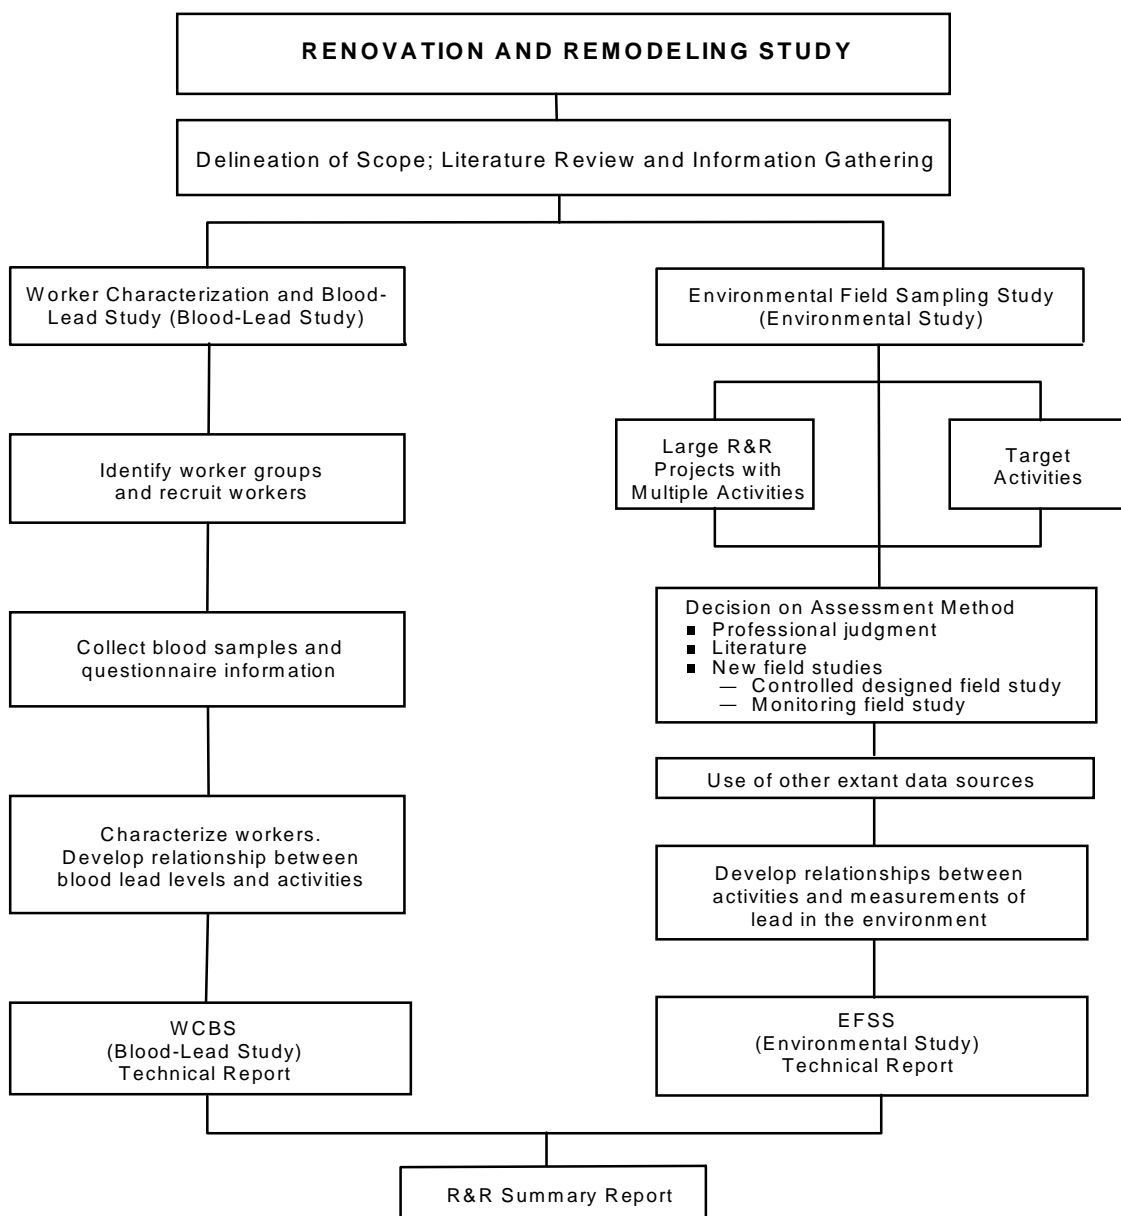 RENOVATION AND REMODELING STUDY
Delineation of Scope; Literature Review and Information Gathering
Worker Characterization and Blood-
Lead Study (Blood-Lead Study)
Identify worker groups
and recruit workers
Collect blood samples and
questionnaire information
Characterize workers.
Develop relationship between
blood lead levels and activities
WCBS
(Blood-Lead Study)
Technical Report
Environmental Field Sampling Study
(Environmental Study)
Large R&R
Projects with
Multiple Activities
Target
Activities
Decision on Assessment Method
■ Professional judgment
■ Literature
■ New field studies
— Controlled designed field study
— Monitoring field study
Use of other extant data sources
Develop relationships between
activities and measurements of
lead in the environment
EFSS
(Environmental Study)
Technical Report
R&R Summary Report